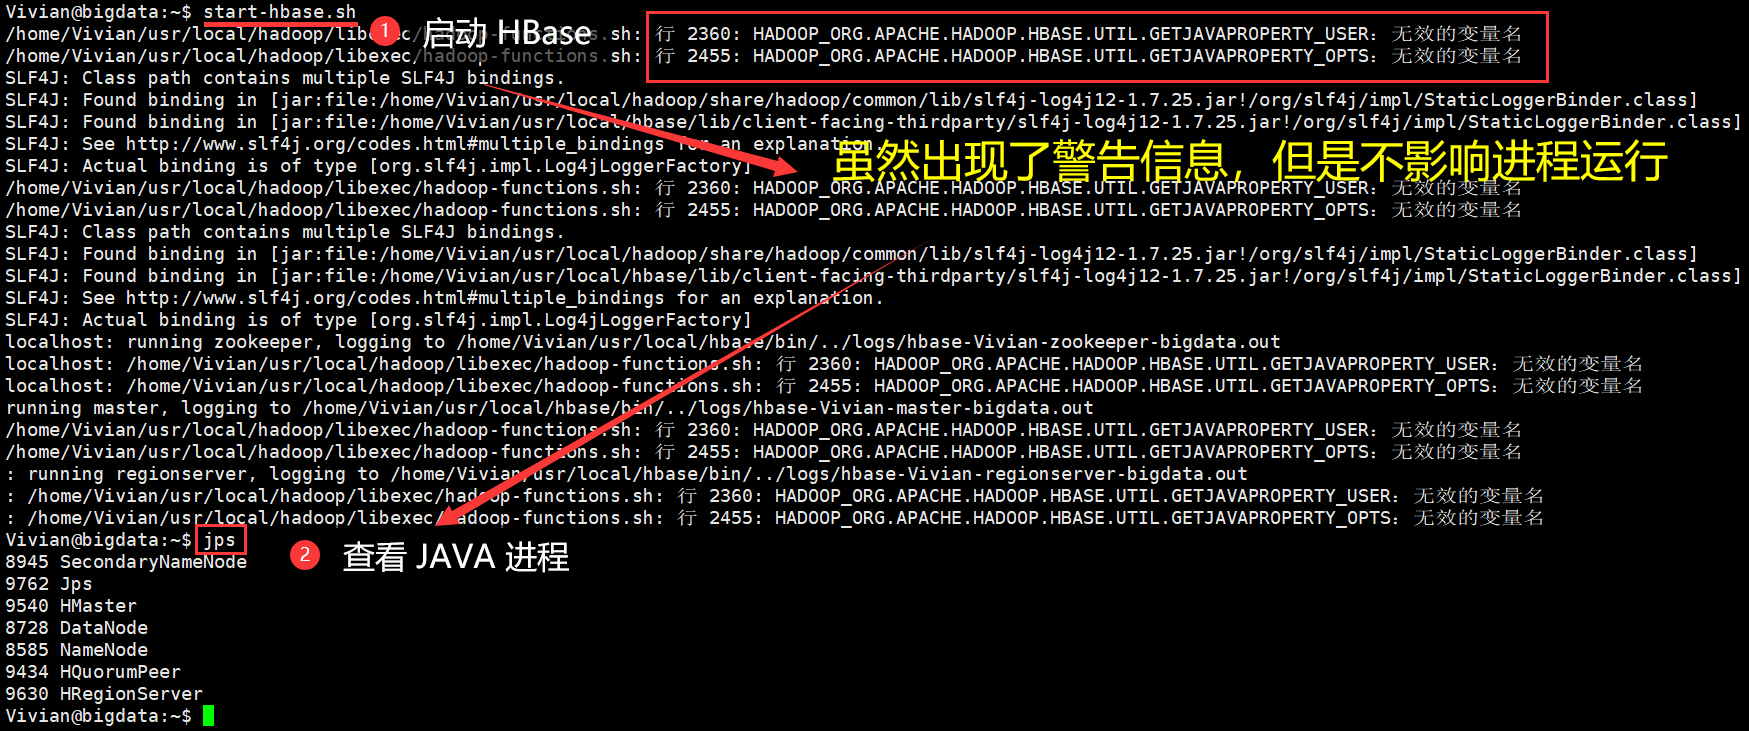 Vivian@bigdata:~$ start-hbase.sh
① 启动 HBase
/home/Vivian/usr/local/hadoop/libexec/hadoop-functions.sh: 行 2360: HADOOP_ORG.APACHE.HADOOP.HBASE.UTIL.GETJAVAPROPERTY_USER: 无效的变量名
/home/Vivian/usr/local/hadoop/libexec/hadoop-functions.sh: 行 2455: HADOOP_ORG.APACHE.HADOOP.HBASE.UTIL.GETJAVAPROPERTY_OPTS: 无效的变量名
SLF4J: Class path contains multiple SLF4J bindings.
SLF4J: Found binding in [jar:file:/home/Vivian/usr/local/hadoop/share/hadoop/common/lib/slf4j-log4j12-1.7.25.jar!/org/slf4j/impl/StaticLoggerBinder.class]
SLF4J: Found binding in [jar:file:/home/Vivian/usr/local/hbase/lib/client-facing-thirdparty/slf4j-log4j12-1.7.25.jar!/org/slf4j/impl/StaticLoggerBinder.class]
SLF4J: See http://www.slf4j.org/codes.html#multiple_bindings for an explanation.
SLF4J: Actual binding is of type [org.slf4j.impl.Log4jLoggerFactory]
虽然出现了警告信息，但是不影响进程运行
/home/Vivian/usr/local/hadoop/libexec/hadoop-functions.sh: 行 2360: HADOOP_ORG.APACHE.HADOOP.HBASE.UTIL.GETJAVAPROPERTY_USER: 无效的变量名
/home/Vivian/usr/local/hadoop/libexec/hadoop-functions.sh: 行 2455: HADOOP_ORG.APACHE.HADOOP.HBASE.UTIL.GETJAVAPROPERTY_OPTS: 无效的变量名
SLF4J: Class path contains multiple SLF4J bindings.
SLF4J: Found binding in [jar:file:/home/Vivian/usr/local/hadoop/share/hadoop/common/lib/slf4j-log4j12-1.7.25.jar!/org/slf4j/impl/StaticLoggerBinder.class]
SLF4J: Found binding in [jar:file:/home/Vivian/usr/local/hbase/lib/client-facing-thirdparty/slf4j-log4j12-1.7.25.jar!/org/slf4j/impl/StaticLoggerBinder.class]
SLF4J: See http://www.slf4j.org/codes.html#multiple_bindings for an explanation.
SLF4J: Actual binding is of type [org.slf4j.impl.Log4jLoggerFactory]
localhost: running zookeeper, logging to /home/Vivian/usr/local/hbase/bin/../logs/hbase-Vivian-zookeeper-bigdata.out
localhost: /home/Vivian/usr/local/hadoop/libexec/hadoop-functions.sh: 行 2360: HADOOP_ORG.APACHE.HADOOP.HBASE.UTIL.GETJAVAPROPERTY_USER: 无效的变量名
localhost: /home/Vivian/usr/local/hadoop/libexec/hadoop-functions.sh: 行 2455: HADOOP_ORG.APACHE.HADOOP.HBASE.UTIL.GETJAVAPROPERTY_OPTS: 无效的变量名
running master, logging to /home/Vivian/usr/local/hbase/bin/../logs/hbase-Vivian-master-bigdata.out
/home/Vivian/usr/local/hadoop/libexec/hadoop-functions.sh: 行 2360: HADOOP_ORG.APACHE.HADOOP.HBASE.UTIL.GETJAVAPROPERTY_USER: 无效的变量名
/home/Vivian/usr/local/hadoop/libexec/hadoop-functions.sh: 行 2455: HADOOP_ORG.APACHE.HADOOP.HBASE.UTIL.GETJAVAPROPERTY_OPTS: 无效的变量名
: running regionserver, logging to /home/Vivian/usr/local/hbase/bin/../logs/hbase-Vivian-regionserver-bigdata.out
: /home/Vivian/usr/local/hadoop/libexec/hadoop-functions.sh: 行 2360: HADOOP_ORG.APACHE.HADOOP.HBASE.UTIL.GETJAVAPROPERTY_USER: 无效的变量名
: /home/Vivian/usr/local/hadoop/libexec/hadoop-functions.sh: 行 2455: HADOOP_ORG.APACHE.HADOOP.HBASE.UTIL.GETJAVAPROPERTY_OPTS: 无效的变量名
Vivian@bigdata:~$ jps
② 查看 JAVA 进程
8945 SecondaryNameNode
9762 Jps
9540 HMaster
8728 DataNode
8585 NameNode
9434 HQuorumPeer
9630 HRegionServer
Vivian@bigdata:~$